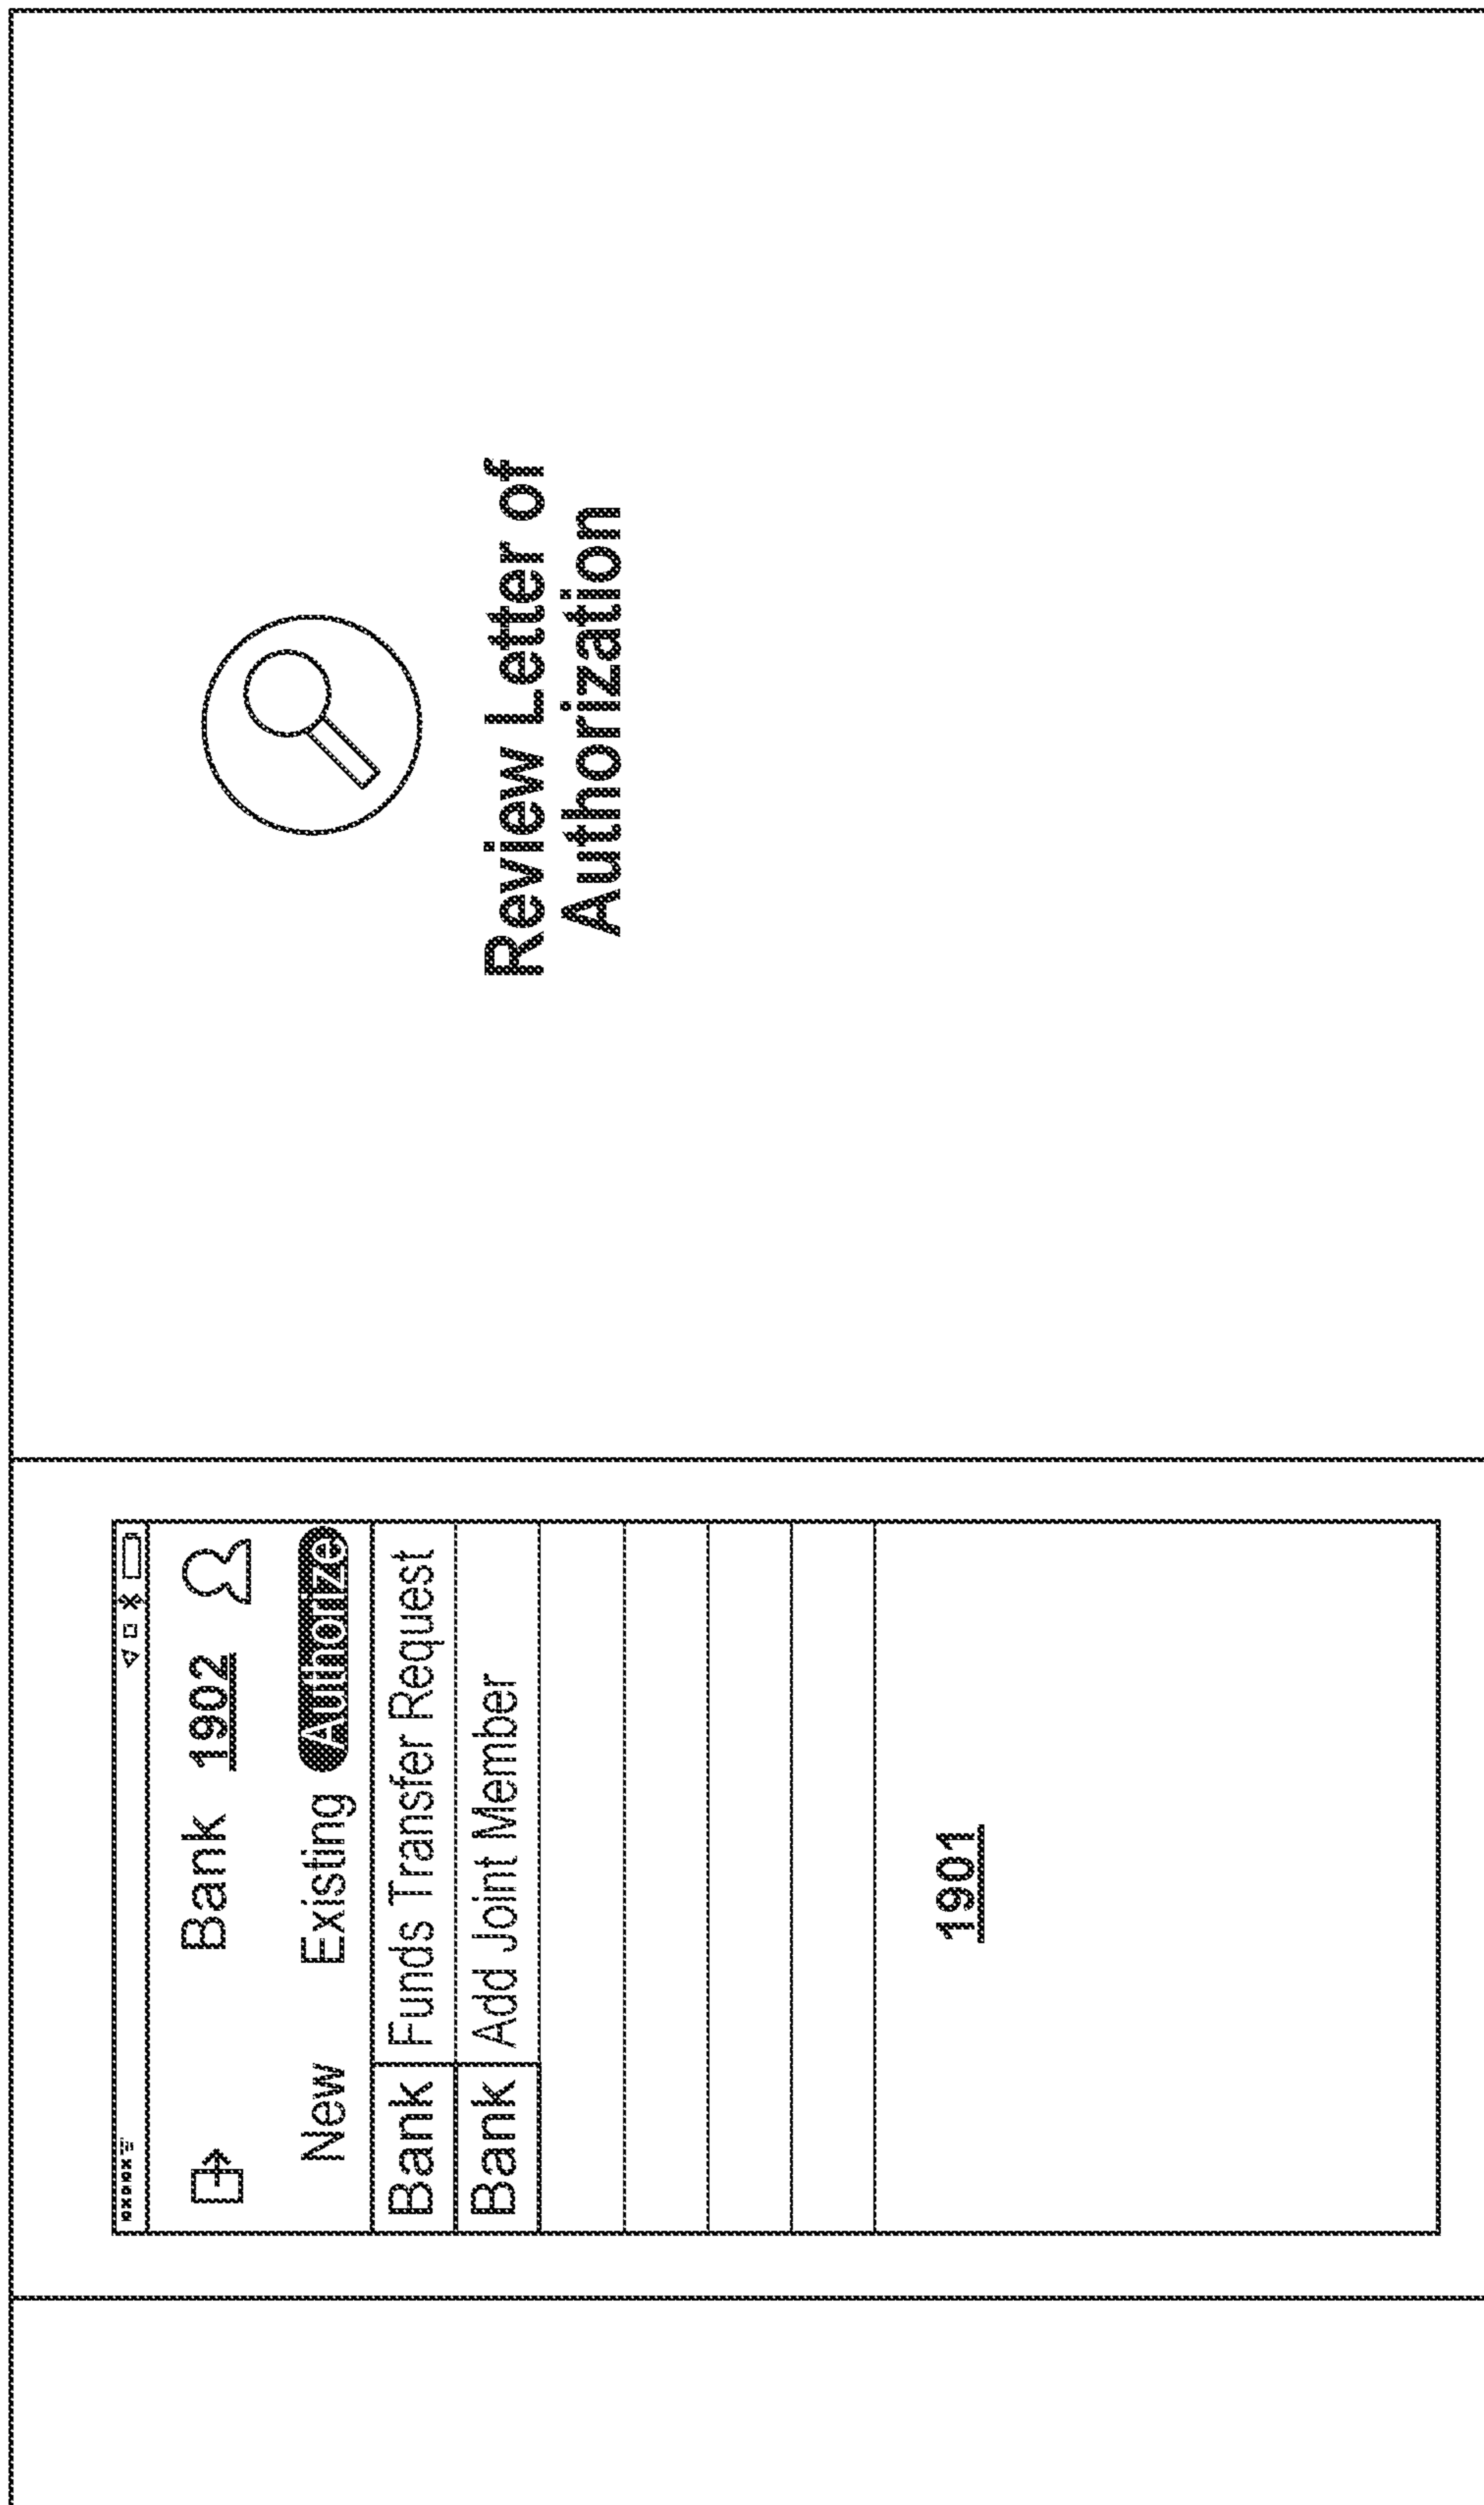 Bank 1902
New Existing Authorize
Bank Funds Transfer Request
Bank Add Joint Member
1901
Review Letter of
Authorization